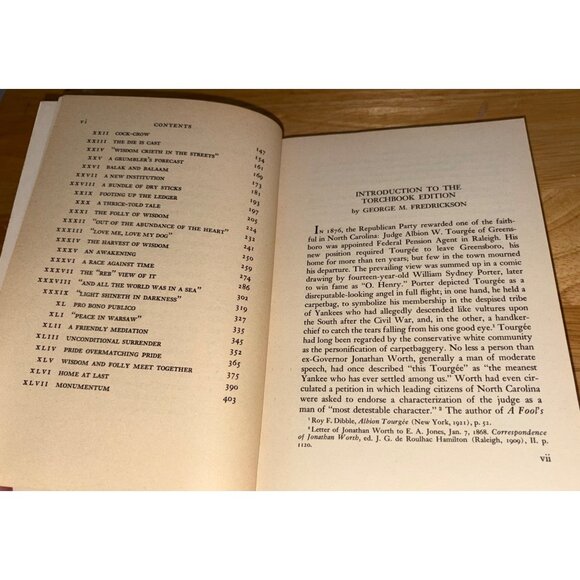 vi
CONTENTS
XXII COCK-CROW 147
XXIII THE DIE IS CAST 154
XXIV "WISDOM CRIETH IN THE STREETS" 161
XXV A GRUMBLER'S FORECAST 169
XXVI BALAK AND BALAAM 173
XXVII A NEW INSTITUTION 181
XXVIII A BUNDLE OF DRY STICKS
XXIX FOOTING UP THE LEDGER
XXX A THRICE-TOLD TALE
XXXI THE FOLLY OF WISDOM
XXXII "OUT OF THE ABUNDANCE OF THE HEART"
XXXIII "LOVE ME, LOVE MY DOG" 232
XXXIV THE HARVEST OF WISDOM 241
XXXV AN AWAKENING 250
XXXVI A RACE AGAINST TIME 259
XXXVII THE "REB" VIEW OF IT 274
XXXVIII "AND ALL THE WORLD WAS IN A SEA" 286
XXXIX "LIGHT SHINETH IN DARKNESS" 302
XL PRO BONO PUBLICO 319
XLI "PEACE IN WARSAW" 335
XLII A FRIENDLY MEDIATION 345
XLIII UNCONDITIONAL SURRENDER 352
XLIV PRIDE OVERMATCHING PRIDE 365
XLV WISDOM AND FOLLY MEET TOGETHER 375
XLVI HOME AT LAST 390
XLVII MONUMENTUM 403
INTRODUCTION TO THE
TORCHBOOK EDITION
by GEORGE M. FREDRICKSON
IN 1876, the Republican Party rewarded one of the faith-
ful in North Carolina: Judge Albion W. Tourgée of Greens-
boro was appointed Federal Pension Agent in Raleigh. His
new position required Tourgée to leave Greensboro, his
home for more than ten years; but few in the town mourned
his departure. The prevailing view was summed up in a comic
drawing by fourteen-year-old William Sydney Porter, later
to win fame as "O. Henry." Porter depicted Tourgée as a
disreputable-looking angel in full flight; in one hand, he held a
carpetbag, to symbolize his membership in the despised tribe
of Yankees who had allegedly descended like vultures upon
the South after the Civil War, and, in the other, a handker-
chief to catch the tears falling from his one good eye.¹ Tourgée
had long been regarded by the conservative white community
as the personification of carpetbaggery. No less a person than
ex-Governor Jonathan Worth, generally a man of moderate
speech, had once described "this Tourgée" as "the meanest
Yankee who has ever settled among us." Worth had even cir-
culated a petition in which leading citizens of North Carolina
were asked to endorse a characterization of the judge as a
man of "most detestable character." ² The author of A Fool's
¹ Roy F. Dibble, Albion Tourgée (New York, 1921), p. 52.
² Letter of Jonathan Worth to E. A. Jones, Jan. 7, 1868. Correspondence
of Jonathan Worth, ed. J. G. de Roulhac Hamilton (Raleigh, 1909), II. p.
1120.
vii